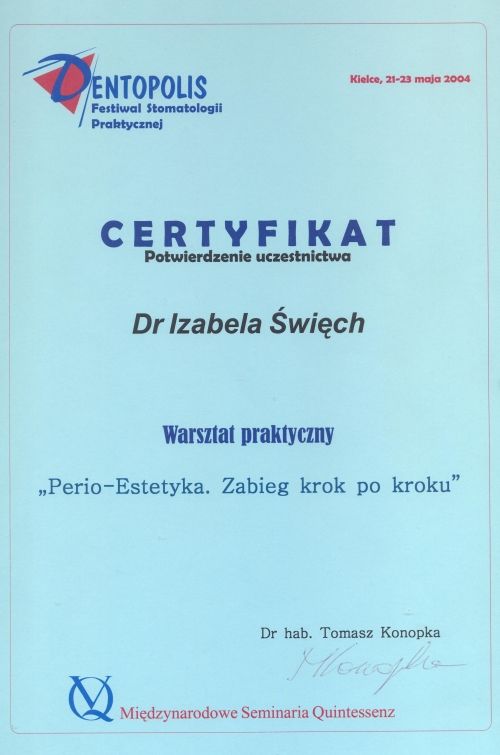 DENTOPOLIS
Festiwal Stomatologii
Praktycznej
Kielce, 21-23 maja 2004
CERTYFIKAT
Potwierdzenie uczestnictwa
Dr Izabela Święch
Warsztat praktyczny
„Perio-Estetyka. Zabieg krok po kroku”
Dr hab. Tomasz Konopka
TKonopka
Międzynarodowe Seminaria Quintessenz